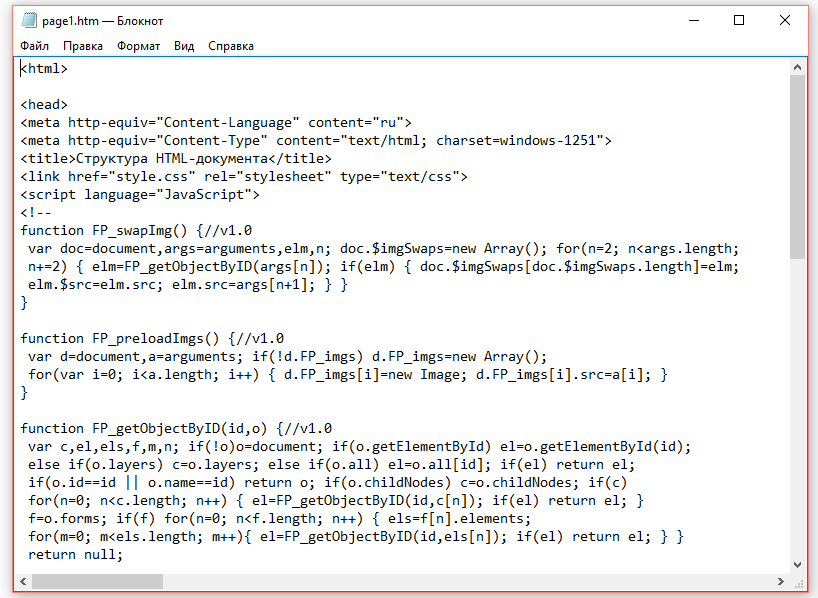 page1.htm — Блокнот
Файл Правка Формат Вид Справка
<html>
<head>
<meta http-equiv="Content-Language" content="ru">
<meta http-equiv="Content-Type" content="text/html; charset=windows-1251">
<title>Структура HTML-документа</title>
<link href="style.css" rel="stylesheet" type="text/css">
<script language="JavaScript">
<!--
function FP_swapImg() {//v1.0
var doc=document,args=arguments,elm,n; doc.$imgSwaps=new Array(); for(n=2; n<args.length;
n+=2) { elm=FP_getObjectByID(args[n]); if(elm) { doc.$imgSwaps[doc.$imgSwaps.length]=elm;
elm.$src=elm.src; elm.src=args[n+1]; } }
}
function FP_preloadImgs() {//v1.0
var d=document,a=arguments; if(!d.FP_imgs) d.FP_imgs=new Array();
for(var i=0; i<a.length; i++) { d.FP_imgs[i]=new Image; d.FP_imgs[i].src=a[i]; }
}
function FP_getObjectByID(id,o) {//v1.0
var c,el,els,f,m,n; if(!o)o=document; if(o.getElementById) el=o.getElementById(id);
else if(o.layers) c=o.layers; else if(o.all) el=o.all[id]; if(el) return el;
if(o.id==id || o.name==id) return o; if(o.childNodes) c=o.childNodes; if(c)
for(n=0; n<c.length; n++) { el=FP_getObjectByID(id,c[n]); if(el) return el; }
f=o.forms; if(f) for(n=0; n<f.length; n++) { els=f[n].elements;
for(m=0; m<els.length; m++){ el=FP_getObjectByID(id,els[n]); if(el) return el; } }
return null;